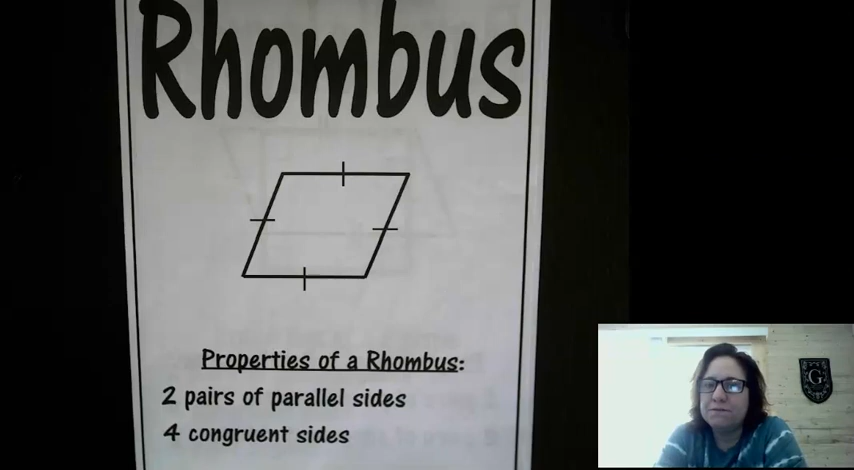 Rhombus
Properties of a Rhombus:
2 pairs of parallel sides
4 congruent sides
G